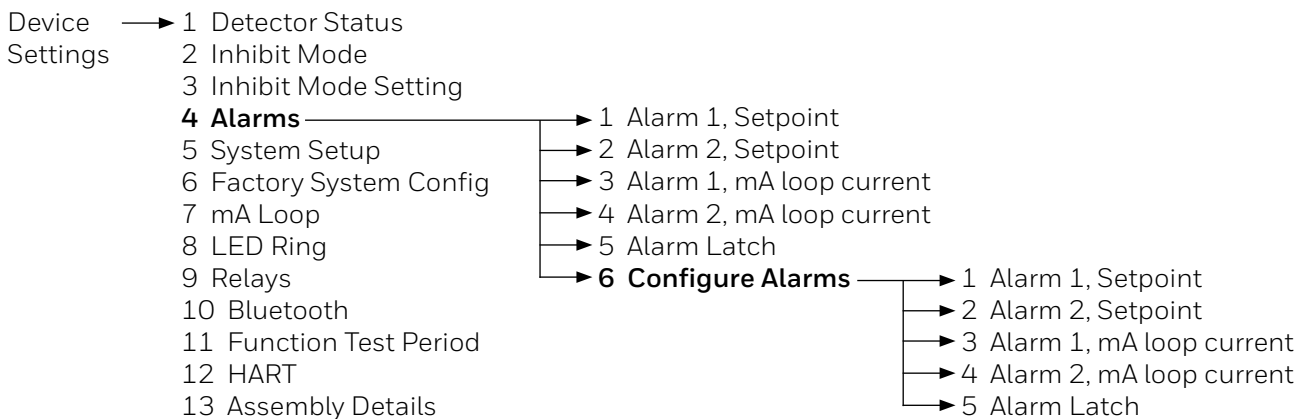 Device
Settings
1 Detector Status
2 Inhibit Mode
3 Inhibit Mode Setting
4 Alarms
5 System Setup
6 Factory System Config
7 mA Loop
8 LED Ring
9 Relays
10 Bluetooth
11 Function Test Period
12 HART
13 Assembly Details
1 Alarm 1, Setpoint
2 Alarm 2, Setpoint
3 Alarm 1, mA loop current
4 Alarm 2, mA loop current
5 Alarm Latch
6 Configure Alarms
1 Alarm 1, Setpoint
2 Alarm 2, Setpoint
3 Alarm 1, mA loop current
4 Alarm 2, mA loop current
5 Alarm Latch